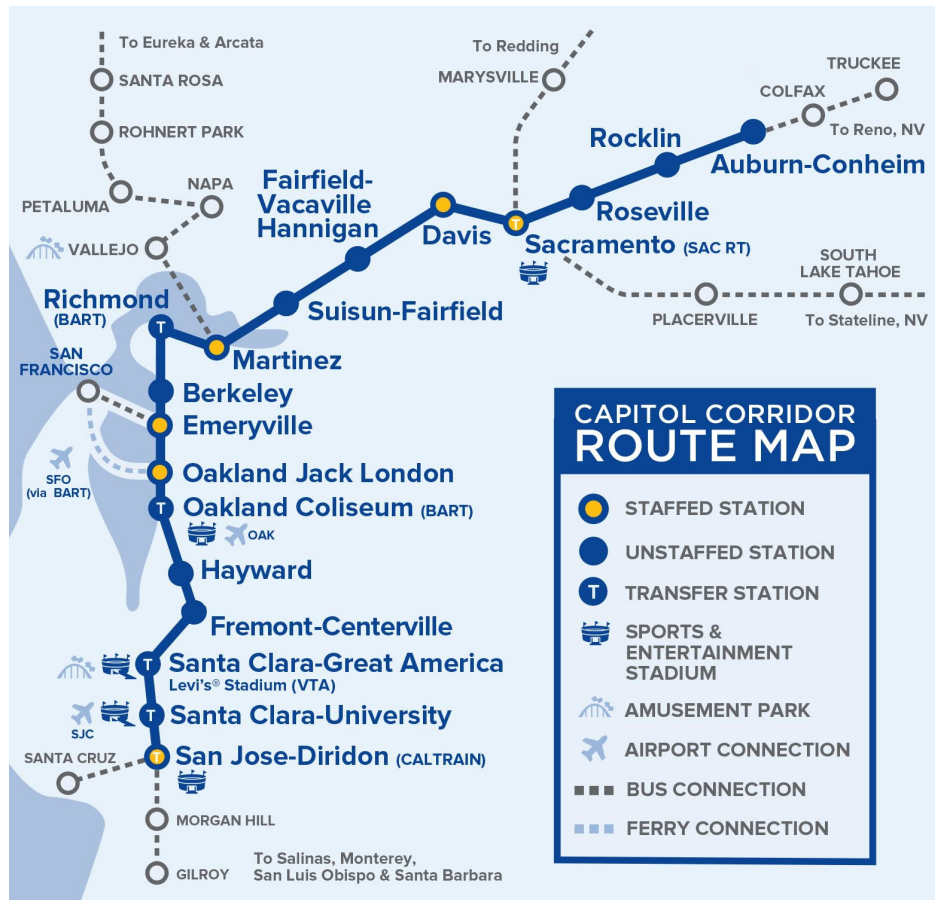 To Eureka & Arcata
SANTA ROSA
ROHNERT PARK
PETALUMA
NAPA
VALLEJO
To Redding
MARYSVILLE
TRUCKEE
COLFAX
To Reno, NV
Auburn-Conheim
Rocklin
Roseville
Sacramento (SAC RT)
T
Davis
Fairfield-
Vacaville
Hannigan
Suisun-Fairfield
SOUTH
LAKE TAHOE
PLACERVILLE
To Stateline, NV
Richmond
(BART)
T
Martinez
SAN
FRANCISCO
Berkeley
Emeryville
SFO
(via BART)
Oakland Jack London
T
Oakland Coliseum (BART)
OAK
Hayward
Fremont-Centerville
T
Santa Clara-Great America
Levi's® Stadium (VTA)
T
Santa Clara-University
SJC
SANTA CRUZ
T
San Jose-Diridon (CALTRAIN)
MORGAN HILL
GILROY
To Salinas, Monterey,
San Luis Obispo & Santa Barbara
CAPITOL CORRIDOR
ROUTE MAP
STAFFED STATION
UNSTAFFED STATION
T
TRANSFER STATION
SPORTS &
ENTERTAINMENT
STADIUM
AMUSEMENT PARK
AIRPORT CONNECTION
BUS CONNECTION
FERRY CONNECTION